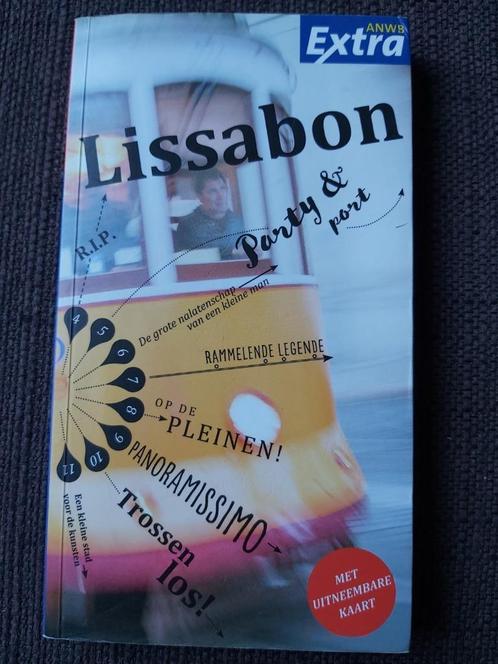 ANWB
Extra
Lissabon
R.I.P.
Party &
port
De grote nalatenschap
van een kleine man
RAMMELENDE LEGENDE
OP DE
PLEINEN!
PANORAMISSIMO
Trossen
los!
Een kleine stad
voor de kunsten
4
5
6
7
8
9
10
11
MET
UITNEEMBARE
KAART